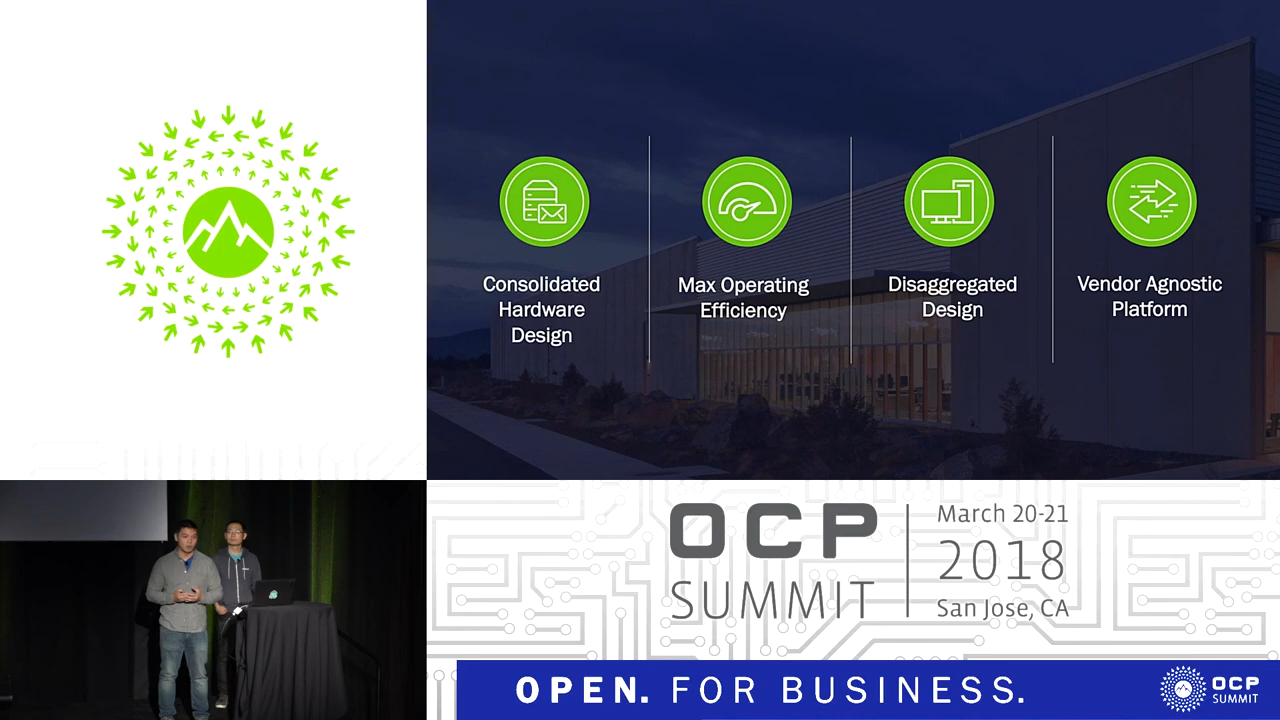 Consolidated
Hardware
Design
Max Operating
Efficiency
Disaggregated
Design
Vendor Agnostic
Platform
OCP
SUMMIT
March 20-21
2018
San Jose, CA
OPEN. FOR BUSINESS.
OCP
SUMMIT